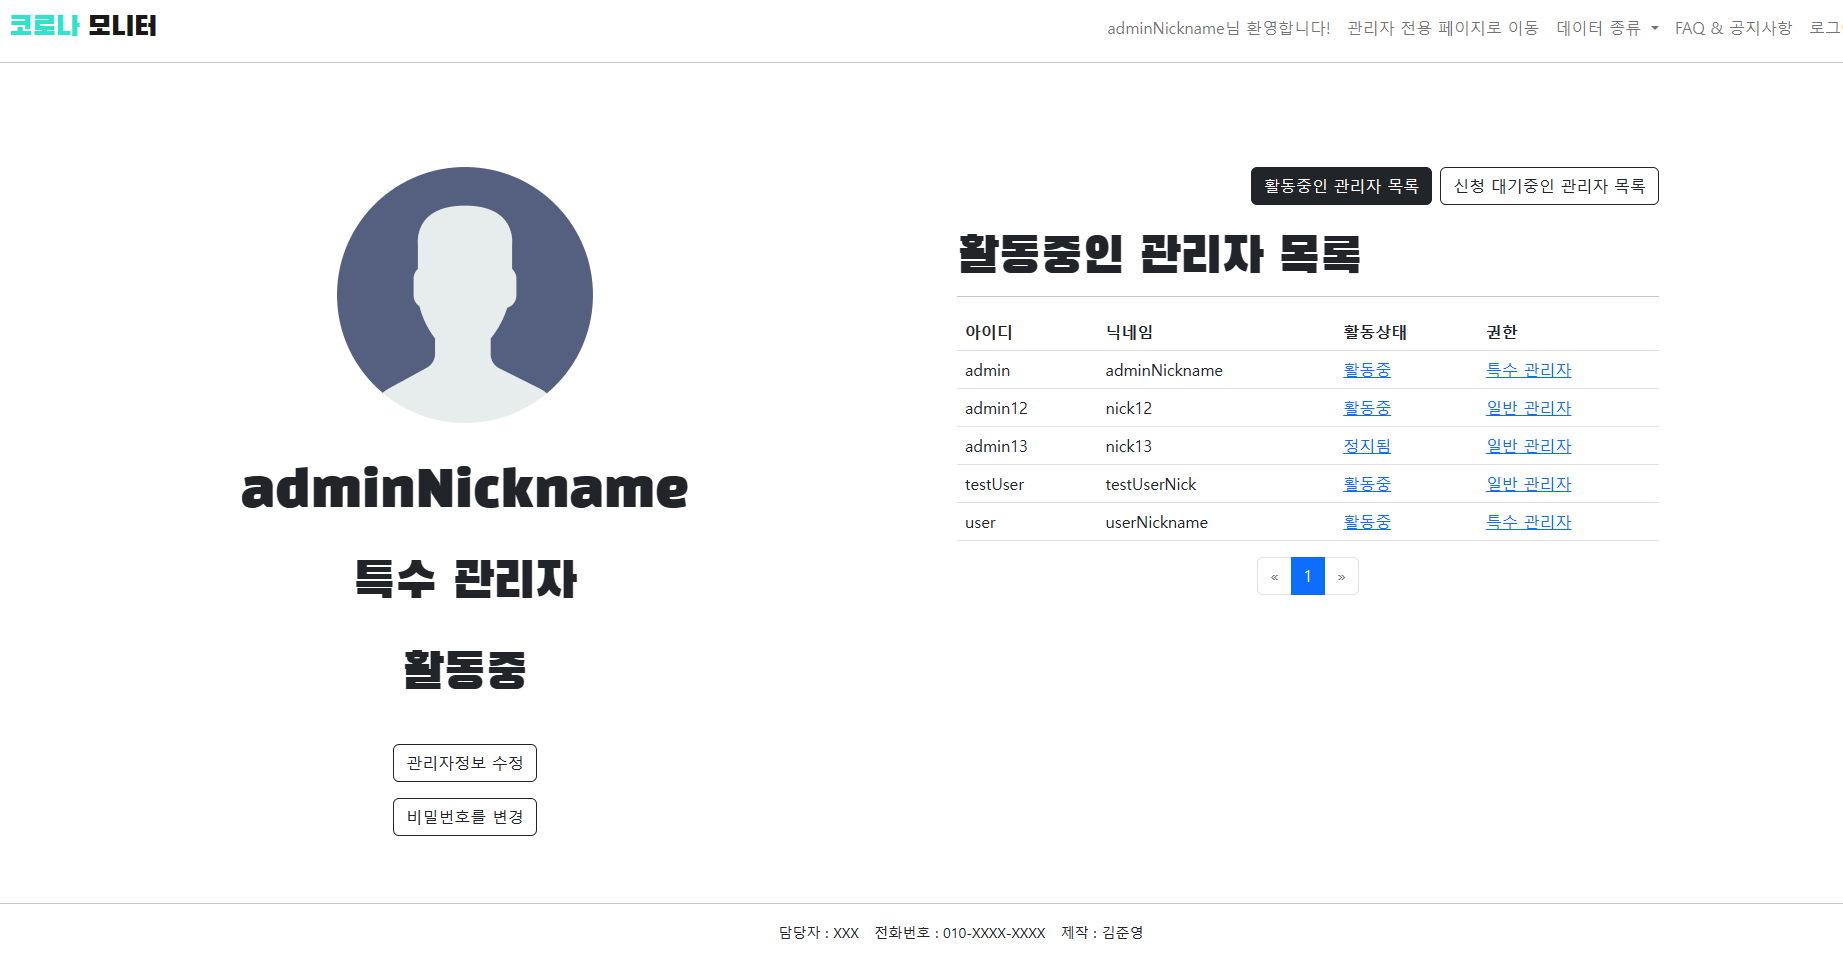 코로나 모니터
adminNickname님 환영합니다! 관리자 전용 페이지로 이동 데이터 종류 FAQ & 공지사항 로그
adminNickname
특수 관리자
활동중
관리자정보 수정
비밀번호를 변경
활동중인 관리자 목록 신청 대기중인 관리자 목록
활동중인 관리자 목록
아이디 닉네임 활동상태 권한
admin adminNickname 활동중 특수 관리자
admin12 nick12 활동중 일반 관리자
admin13 nick13 정지됨 일반 관리자
testUser testUserNick 활동중 일반 관리자
user userNickname 활동중 특수 관리자
« 1 »
담당자 : XXX 전화번호 : 010-XXXX-XXXX 제작 : 김준영